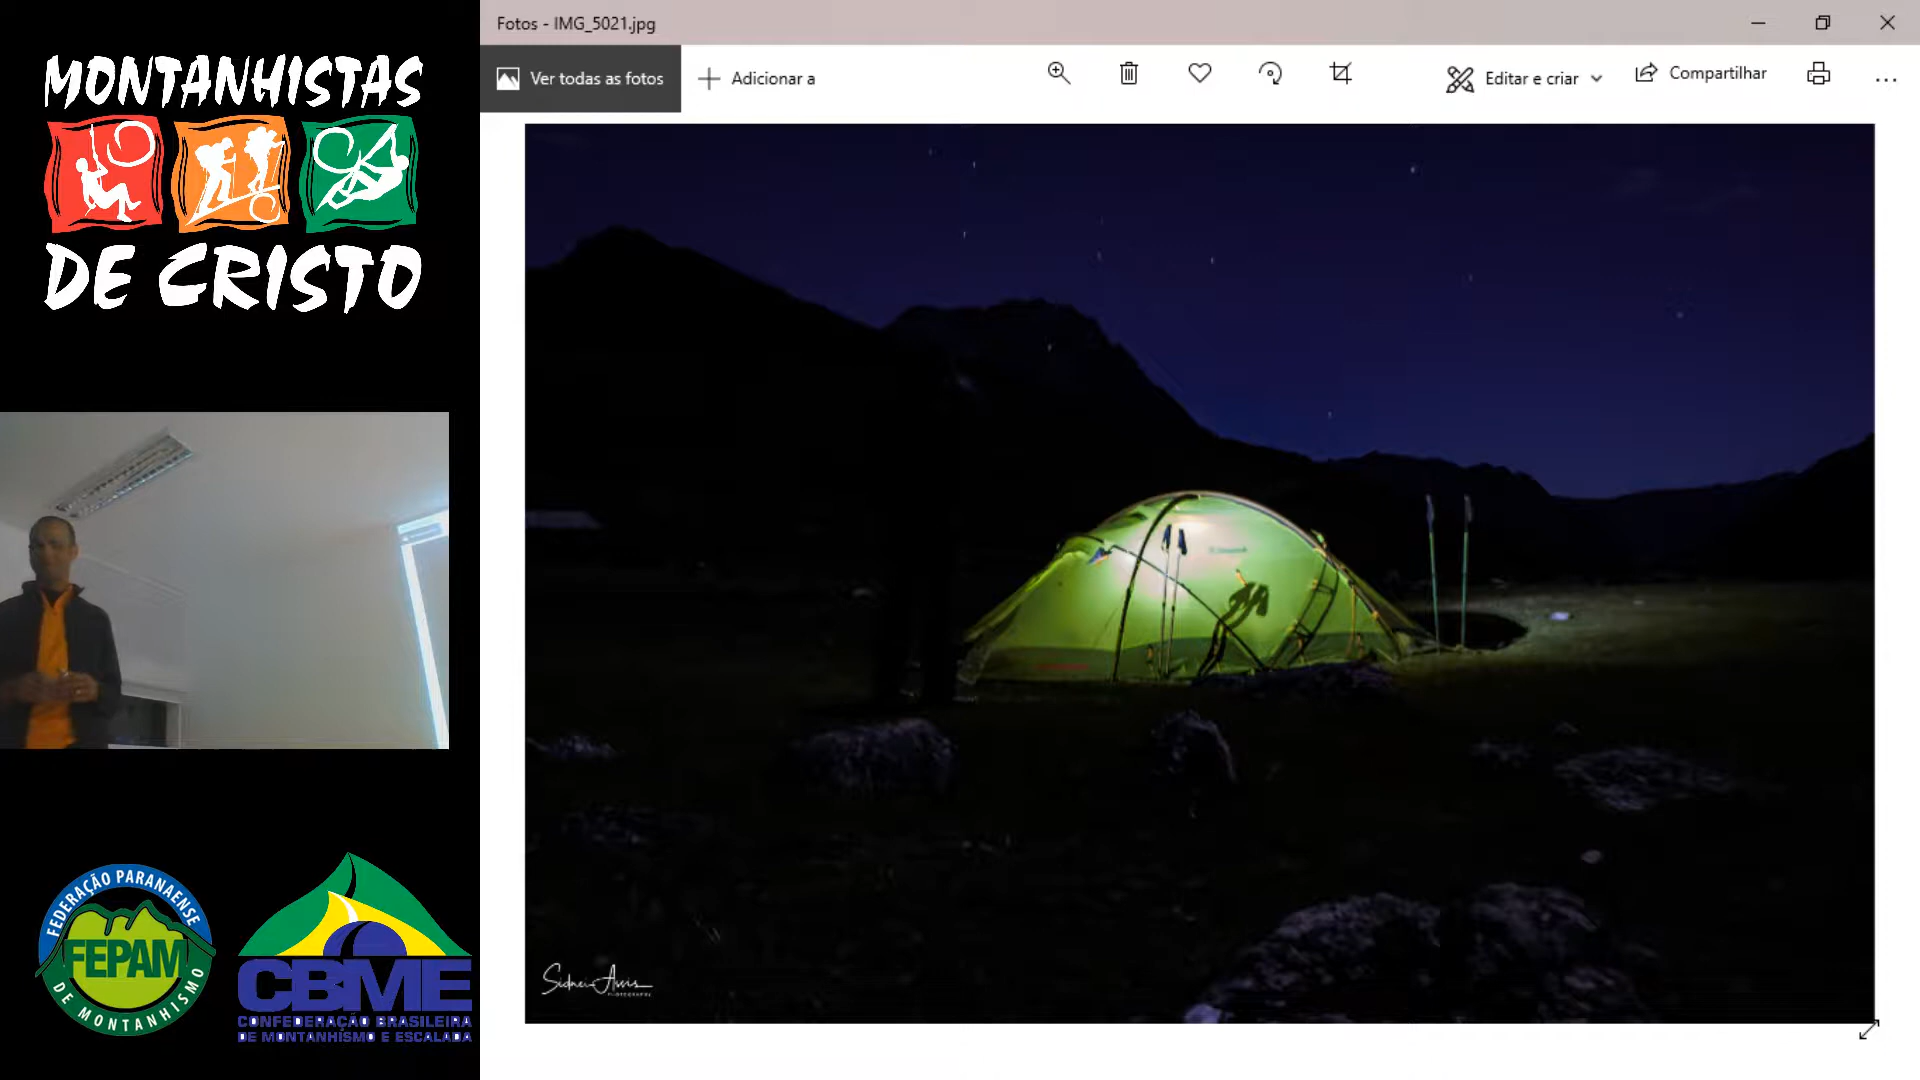 MONTANHISTAS
DE CRISTO
Fotos - IMG_5021.jpg
Ver todas as fotos
Adicionar a
Editar e criar
Compartilhar
FEDERAÇÃO PARANAENSE
FEPAM
DE MONTANHISMO
CBME
CONFEDERAÇÃO BRASILEIRA
DE MONTANHISMO E ESCALADA